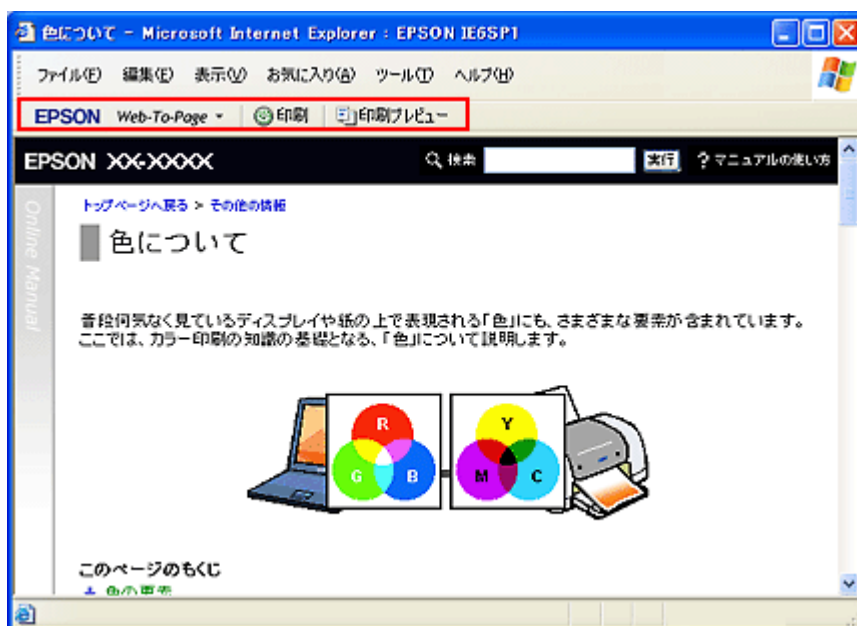 色について - Microsoft Internet Explorer : EPSON IE6SP1
ファイル(F) 編集(E) 表示(V) お気に入り(A) ツール(T) ヘルプ(H)
EPSON Web-To-Page 印刷 印刷プレビュー
EPSON XX-XXXX 検索 実行 ? マニュアルの使い方
Online Manual
トップページへ戻る > その他の情報
色について
普段何気なく見ているディスプレイや紙の上で表現される「色」にも、さまざまな要素が含まれています。
ここでは、カラー印刷の知識の基礎となる、「色」について説明します。
R Y
G B M C
このページのもくじ
色の要素